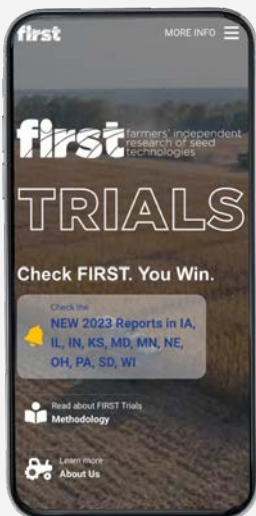 first
MORE INFO
first
farmers' independent
research of seed
technologies
TRIALS
Check FIRST. You Win.
Check the
NEW 2023 Reports in IA,
IL, IN, KS, MD, MN, NE,
OH, PA, SD, WI
Read about FIRST Trials
Methodology
Learn more
About Us